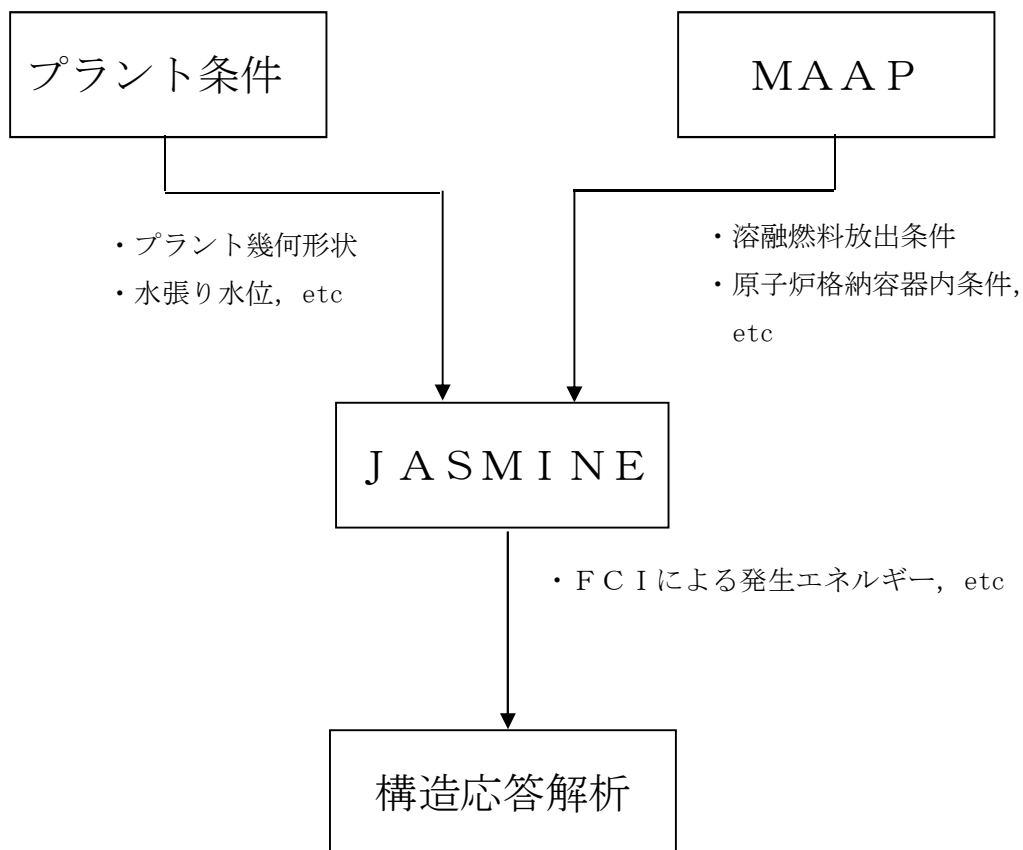 プラント条件
ＭＡＡＰ
・プラント幾何形状
・水張り水位, etc
・溶融燃料放出条件
・原子炉格納容器内条件,
etc
ＪＡＳＭＩＮＥ
・ＦＣＩによる発生エネルギー, etc
構造応答解析